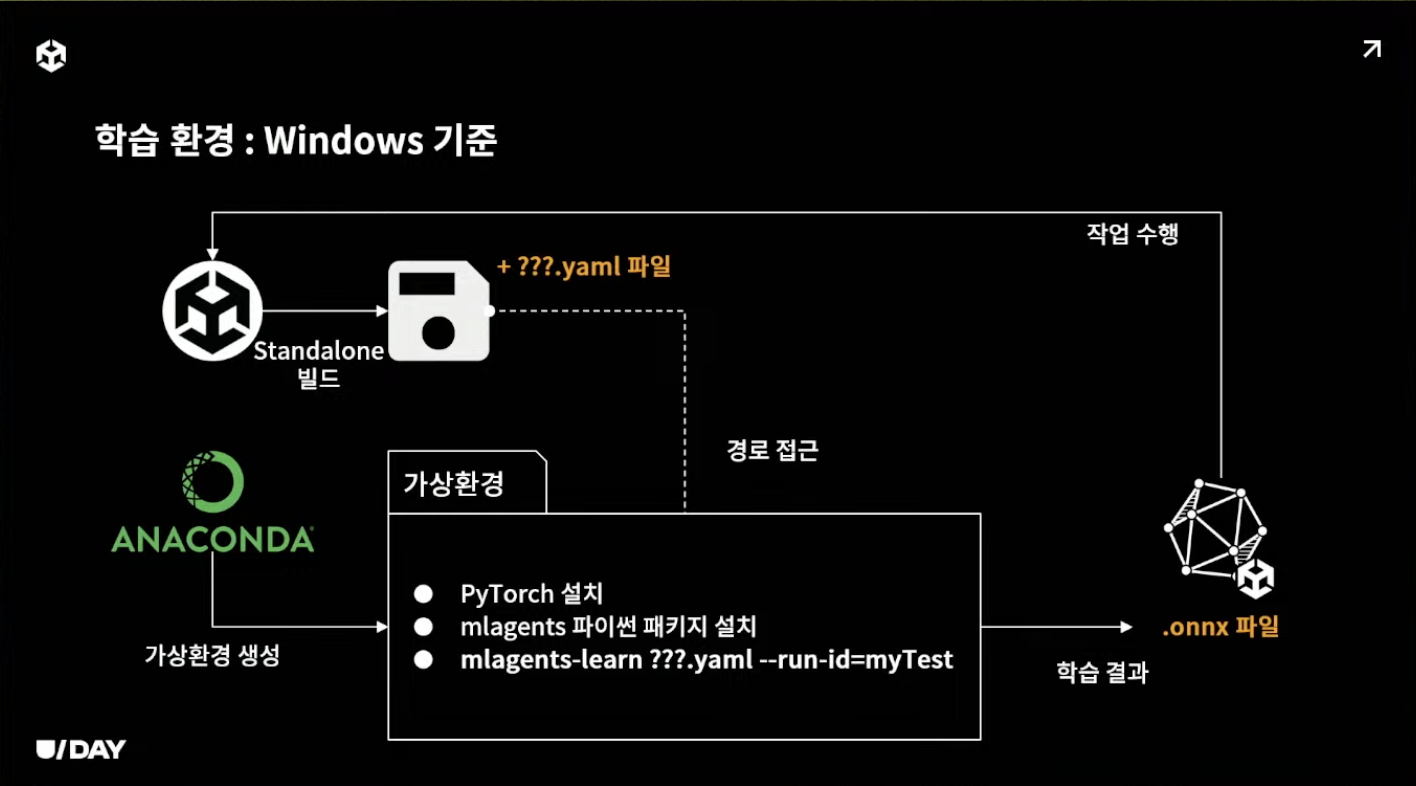 학습 환경 : Windows 기준
작업 수행
+ ???.yaml 파일
Standalone
빌드
경로 접근
가상환경
ANACONDA
가상환경 생성
PyTorch 설치
mlagents 파이썬 패키지 설치
mlagents-learn ???.yaml --run-id=myTest
.onnx 파일
학습 결과
U/DAY